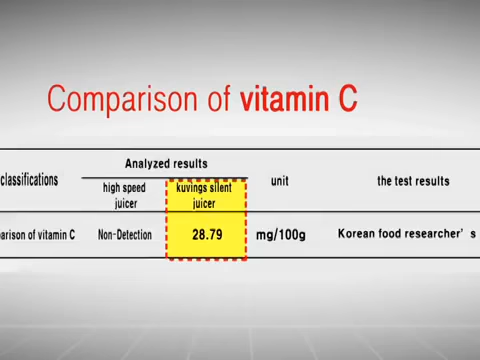 Comparison of vitamin C
classifications
Analyzed results
high speed
juicer
kuvings silent
juicer
unit
the test results
of vitamin C
Non-Detection
28.79
mg/100g
Korean food researcher's